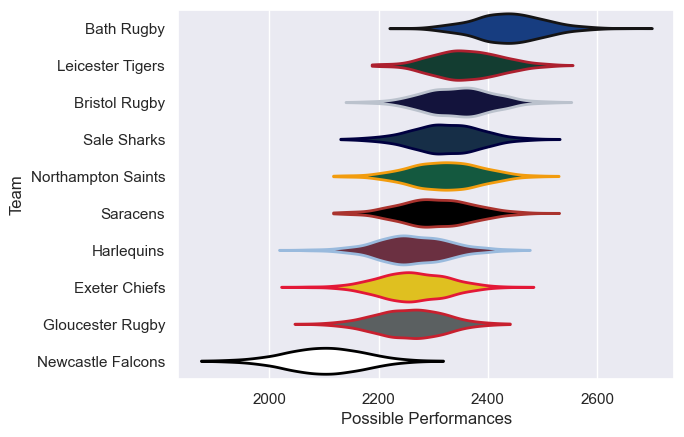 Bath Rugby
Leicester Tigers
Bristol Rugby
Sale Sharks
Northampton Saints
Saracens
Harlequins
Exeter Chiefs
Gloucester Rugby
Newcastle Falcons
Team
2000 2200 2400 2600
Possible Performances